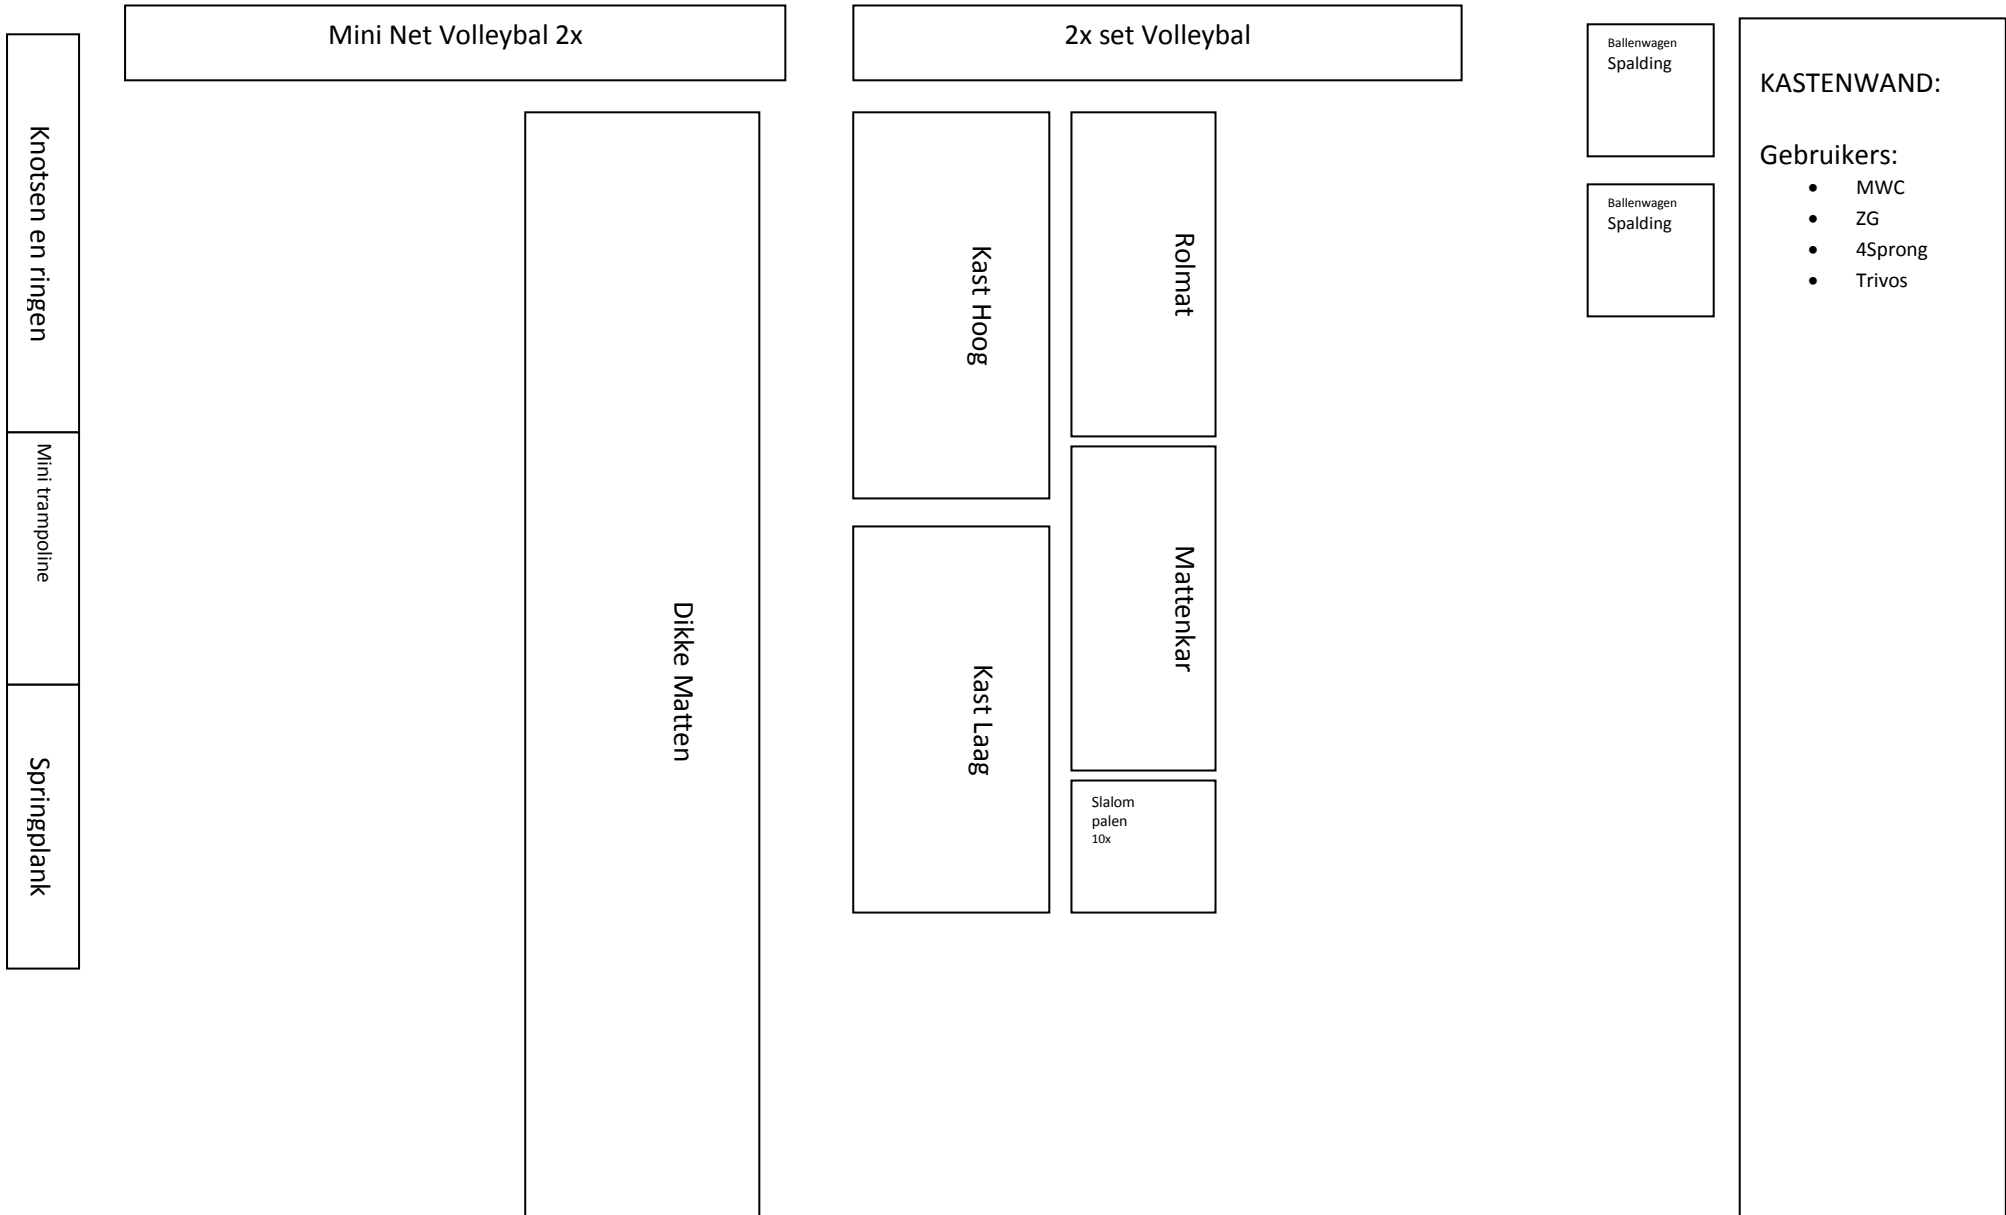 Mini Net Volleybal 2x
2x set Volleybal
Knotsen en ringen
Mini trampoline
Springplank
Dikke Matten
Kast Hoog
Kast Laag
Rolmat
Mattenkar
Slalom
palen
10x
Ballenwagen
Spalding
Ballenwagen
Spalding
KASTENWAND:
Gebruikers:
• MWC
• ZG
• 4Sprong
• Trivos